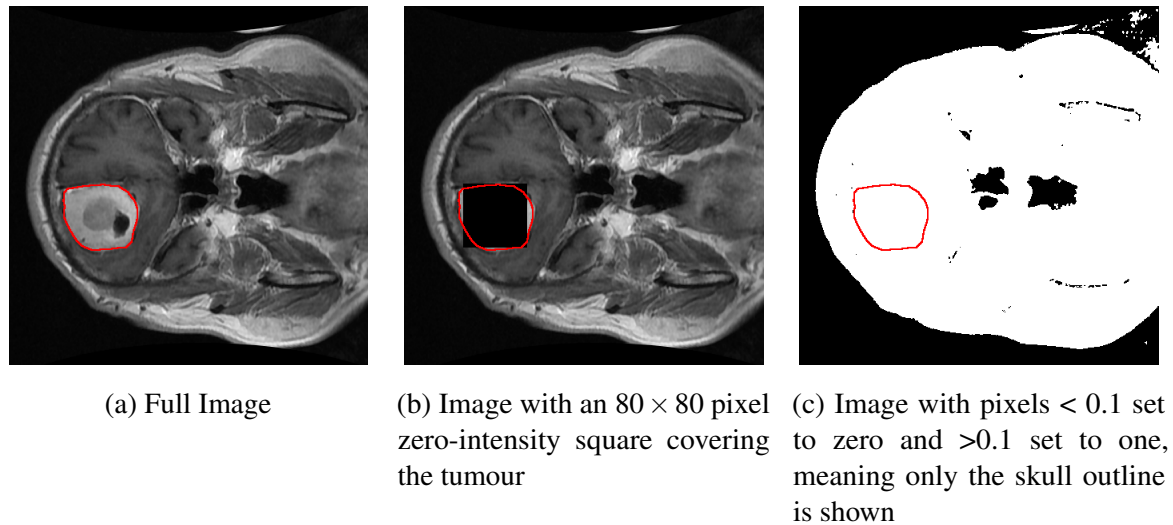 (a) Full Image
(b) Image with an 80 × 80 pixel
zero-intensity square covering
the tumour
(c) Image with pixels < 0.1 set
to zero and >0.1 set to one,
meaning only the skull outline
is shown